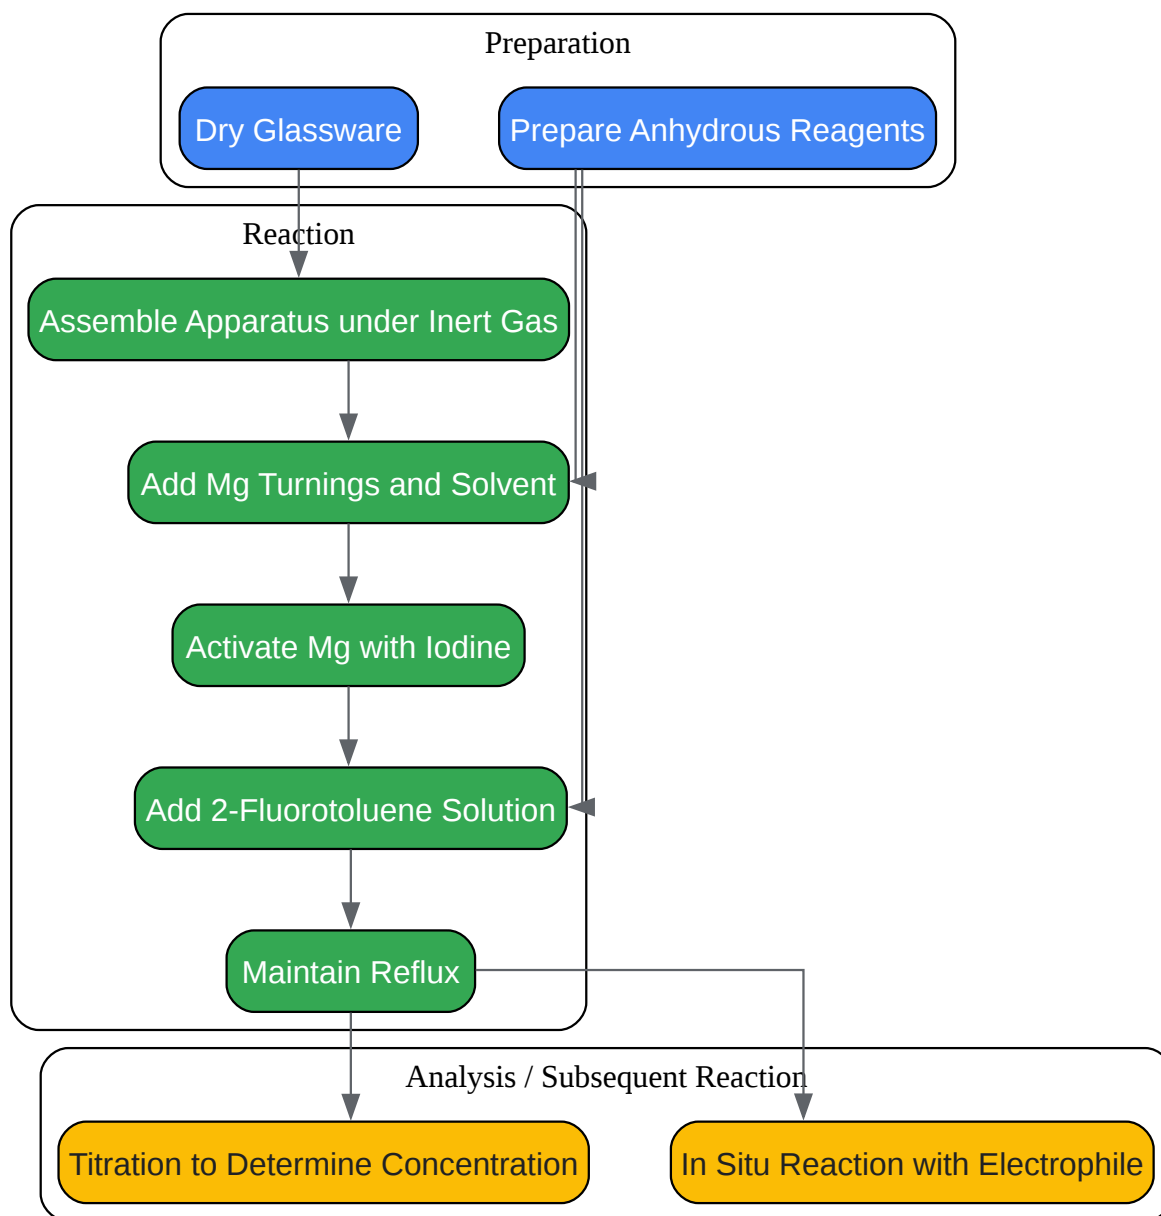 Preparation
Dry Glassware
Prepare Anhydrous Reagents
Reaction
Assemble Apparatus under Inert Gas
Add Mg Turnings and Solvent
Activate Mg with Iodine
Add 2-Fluorotoluene Solution
Maintain Reflux
Analysis / Subsequent Reaction
Titration to Determine Concentration
In Situ Reaction with Electrophile